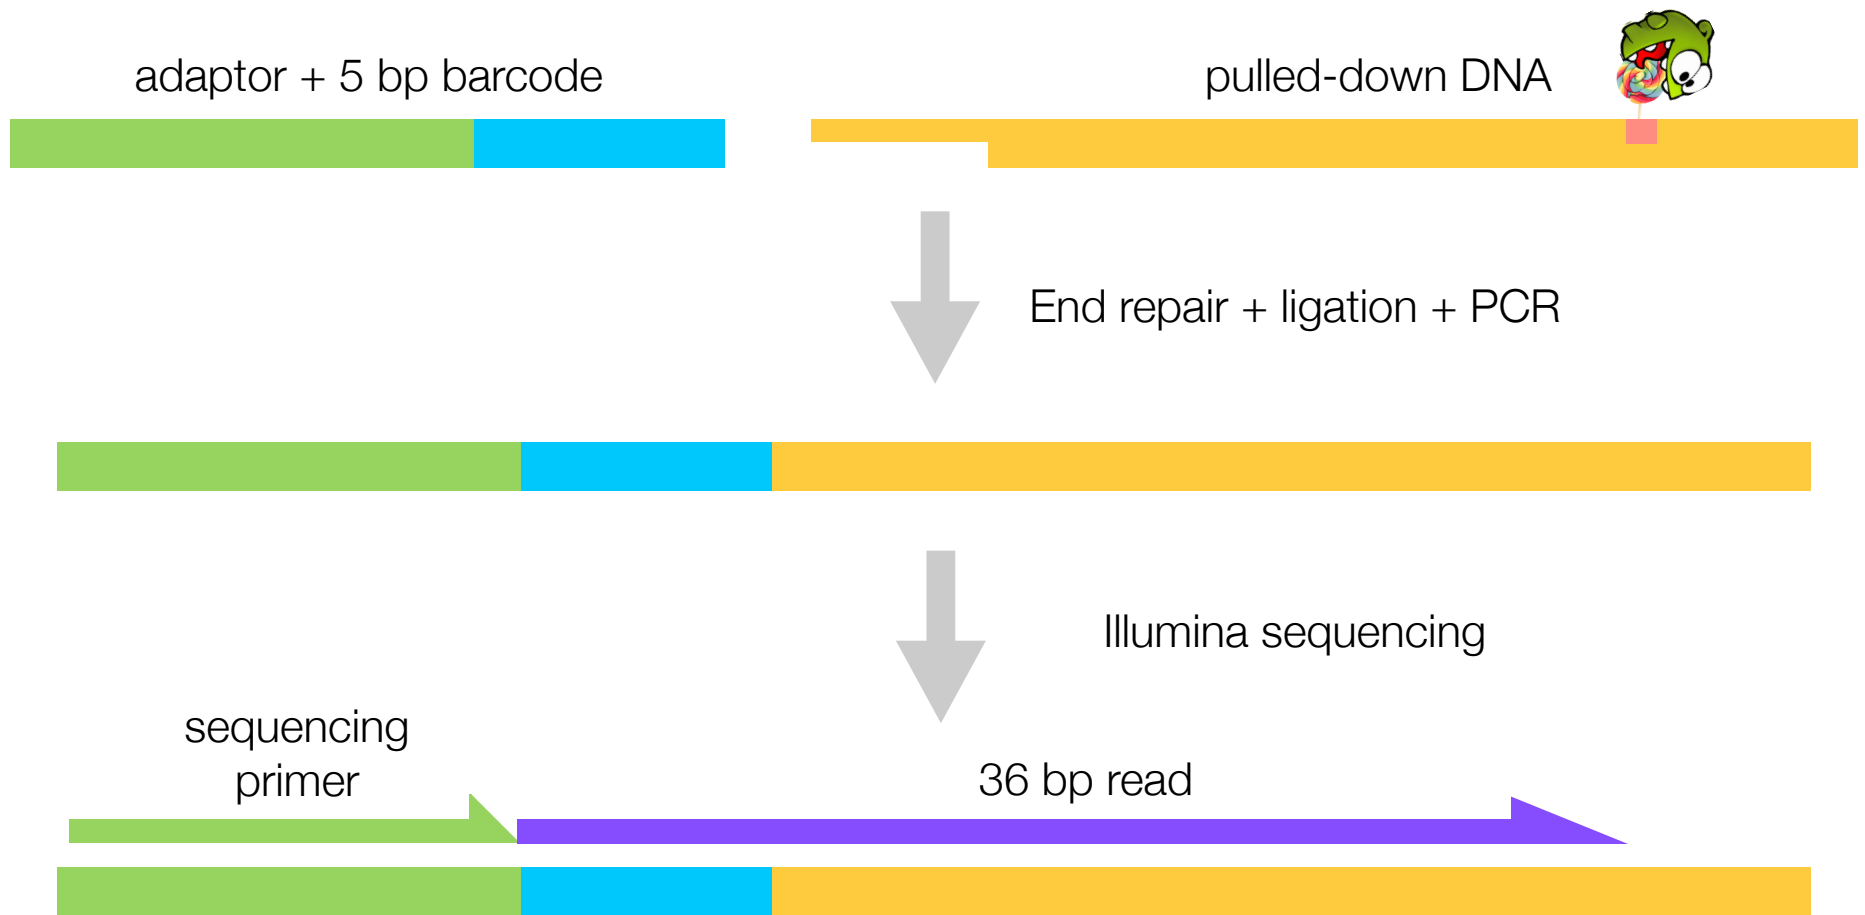 adaptor + 5 bp barcode
pulled-down DNA
End repair + ligation + PCR
Illumina sequencing
sequencing
primer
36 bp read